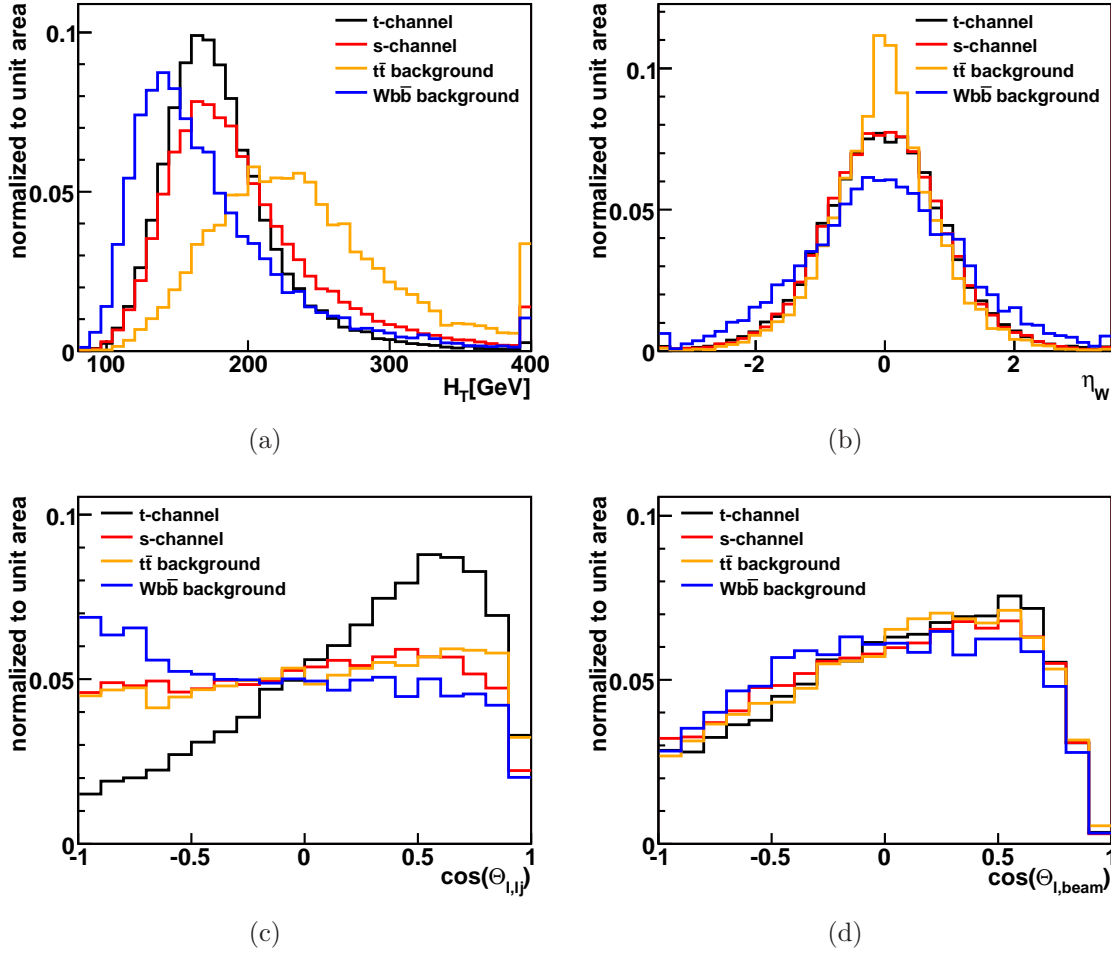 normalized to unit area
0.1
0.05
0
t-channel
s-channel
tt̄ background
Wbb̄ background
100 200 300 400
H_T[GeV]
(a)
normalized to unit area
0.1
0.05
0
t-channel
s-channel
tt̄ background
Wbb̄ background
-2 0 2
η_W
(b)
normalized to unit area
0.1
0.05
0
t-channel
s-channel
tt̄ background
Wbb̄ background
-1 -0.5 0 0.5 1
cos(Θ_l,lj)
(c)
normalized to unit area
0.1
0.05
0
t-channel
s-channel
tt̄ background
Wbb̄ background
-1 -0.5 0 0.5 1
cos(Θ_l,beam)
(d)